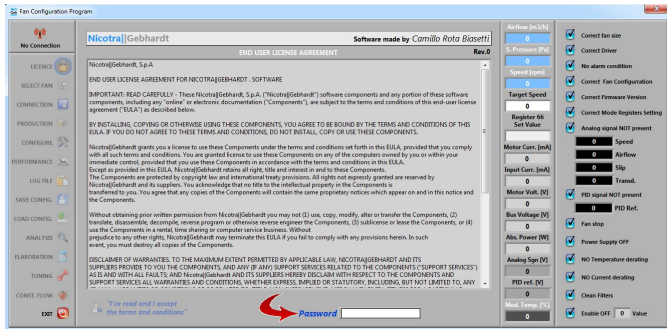 Fan Configuration Program
No Connection
LICENCE
SELECT FAN
CONNECTION
PRODUCTION
CONFIGURE
PERFORMANCE
LOG FILE
SAVE CONFIG.
LOAD CONFIG.
ANALYSIS
ELABORATION
TUNING
CONST. FLOW
EXIT
Nicotra||Gebhardt
Software made by Camillo Rota Biasetti
END USER LICENSE AGREEMENT
Rev.0
Nicotra||Gebhardt, S.p.A
END USER LICENSE AGREEMENT FOR NICOTRA||GEBHARDT . SOFTWARE
IMPORTANT: READ CAREFULLY - These Nicotra||Gebhardt, S.p.A. ("Nicotra||Gebhardt") software components and any portion of these software
components, including any "online" or electronic documentation ("Components"), are subject to the terms and conditions of this end-user license
agreement ("EULA") as described below.
BY INSTALLING, COPYING OR OTHERWISE USING THESE COMPONENTS, YOU AGREE TO BE BOUND BY THE TERMS AND CONDITIONS OF THIS
EULA. IF YOU DO NOT AGREE TO THESE TERMS AND CONDITIONS, DO NOT INSTALL, COPY OR USE THESE COMPONENTS.
Nicotra||Gebhardt grants you a license to use these Components under the terms and conditions set forth in this EULA, provided that you comply
with all such terms and conditions. You are granted license to use these Components on any of the computers owned by you or within your
immediate control, provided that you use these Components in accordance with the terms and conditions in this EULA.
Except as provided in this EULA, Nicotra||Gebhardt retains all right, title and interest in and to these Components.
The Components are protected by copyright law and international treaty provisions. All rights not expressly granted are reserved by
Nicotra||Gebhardt and its suppliers. You acknowledge that no title to the intellectual property in the Components is
transferred to you. You agree that any copies of the Components will contain the same proprietary notices which appear on and in this notice and
the Components.
Without obtaining prior written permission from Nicotra||Gebhardt you may not (1) use, copy, modify, alter or transfer the Components, (2)
translate, disassemble, decompile, reverse program or otherwise reverse engineer the Components, (3) sublicense or lease the Components, or (4)
use the Components in a rental, time sharing or computer service business. Without
prejudice to any other rights, Nicotra||Gebhardt may terminate this EULA if you fail to comply with any provisions herein. In such
event, you must destroy all copies of the Components.
DISCLAIMER OF WARRANTIES. TO THE MAXIMUM EXTENT PERMITTED BY APPLICABLE LAW, NICOTRA||GEBHARDT AND ITS
SUPPLIERS PROVIDE TO YOU THE COMPONENTS, AND ANY (IF ANY) SUPPORT SERVICES RELATED TO THE COMPONENTS ("SUPPORT SERVICES")
AS IS AND WITH ALL FAULTS; AND Nicotra||Gebhardt AND ITS SUPPLIERS HEREBY DISCLAIM WITH RESPECT TO THE COMPONENTS AND
SUPPORT SERVICES ALL WARRANTIES AND CONDITIONS, WHETHER EXPRESS, IMPLIED OR STATUTORY, INCLUDING, BUT NOT LIMITED TO, ANY
"I've read and I accept
the terms and conditions"
Password
Airflow [m3/h]
0
S. Pressure [Pa]
0
Speed [rpm]
0
Target Speed
0
Register 66
Set Value
Motor Curr. [mA]
0
Input Curr. [mA]
0
Motor Volt. [V]
0
Bus Voltage [V]
0
Abs. Power [W]
0
Analog Sgn [V]
0
PID ref. [V]
0
Mod. Temp. [°C]
0
Correct fan size
Correct Driver
No alarm condition
Correct Fan Configuration
Correct Firmware Version
Correct Mode Registers Setting
Analog signal NOT present
0 Speed
0 Airflow
0 Slip
0 Transd.
PID signal NOT present
0 PID Ref.
Fan stop
Power Supply OFF
NO Temperature derating
NO Current derating
Clean Filters
Enable OFF 0 Value